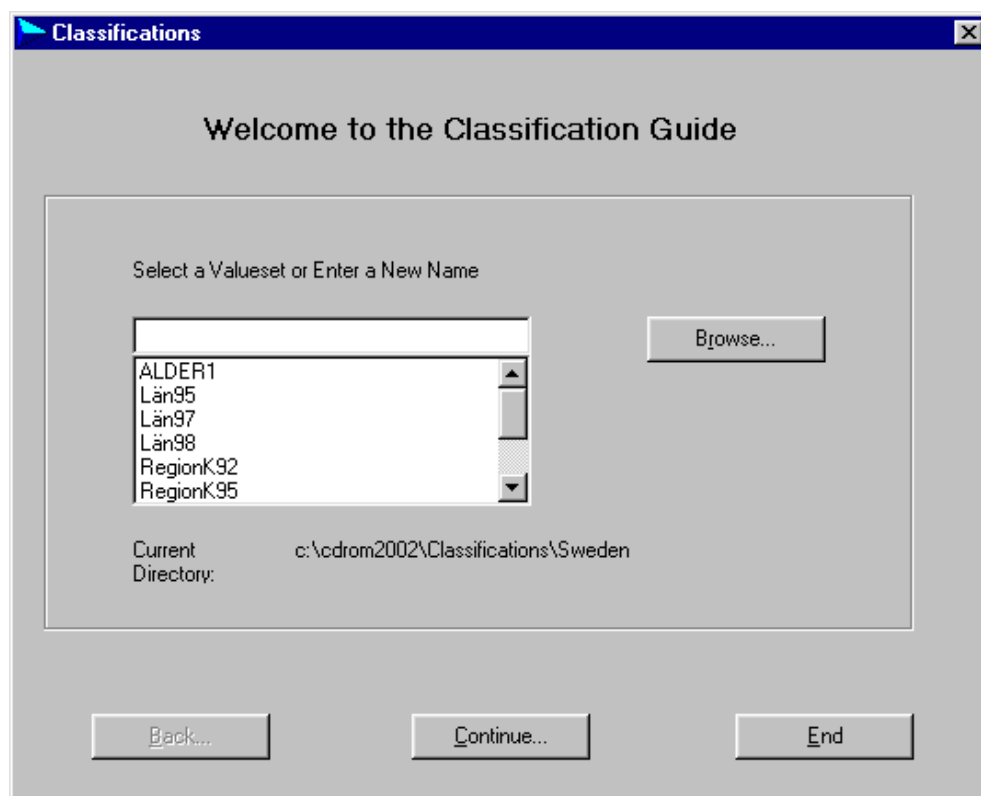 Classifications
Welcome to the Classification Guide
Select a Valueset or Enter a New Name
Browse...
ALDER1
Län95
Län97
Län98
RegionK92
RegionK95
Current Directory:
c:\cdrom2002\Classifications\Sweden
Back...
Continue...
End